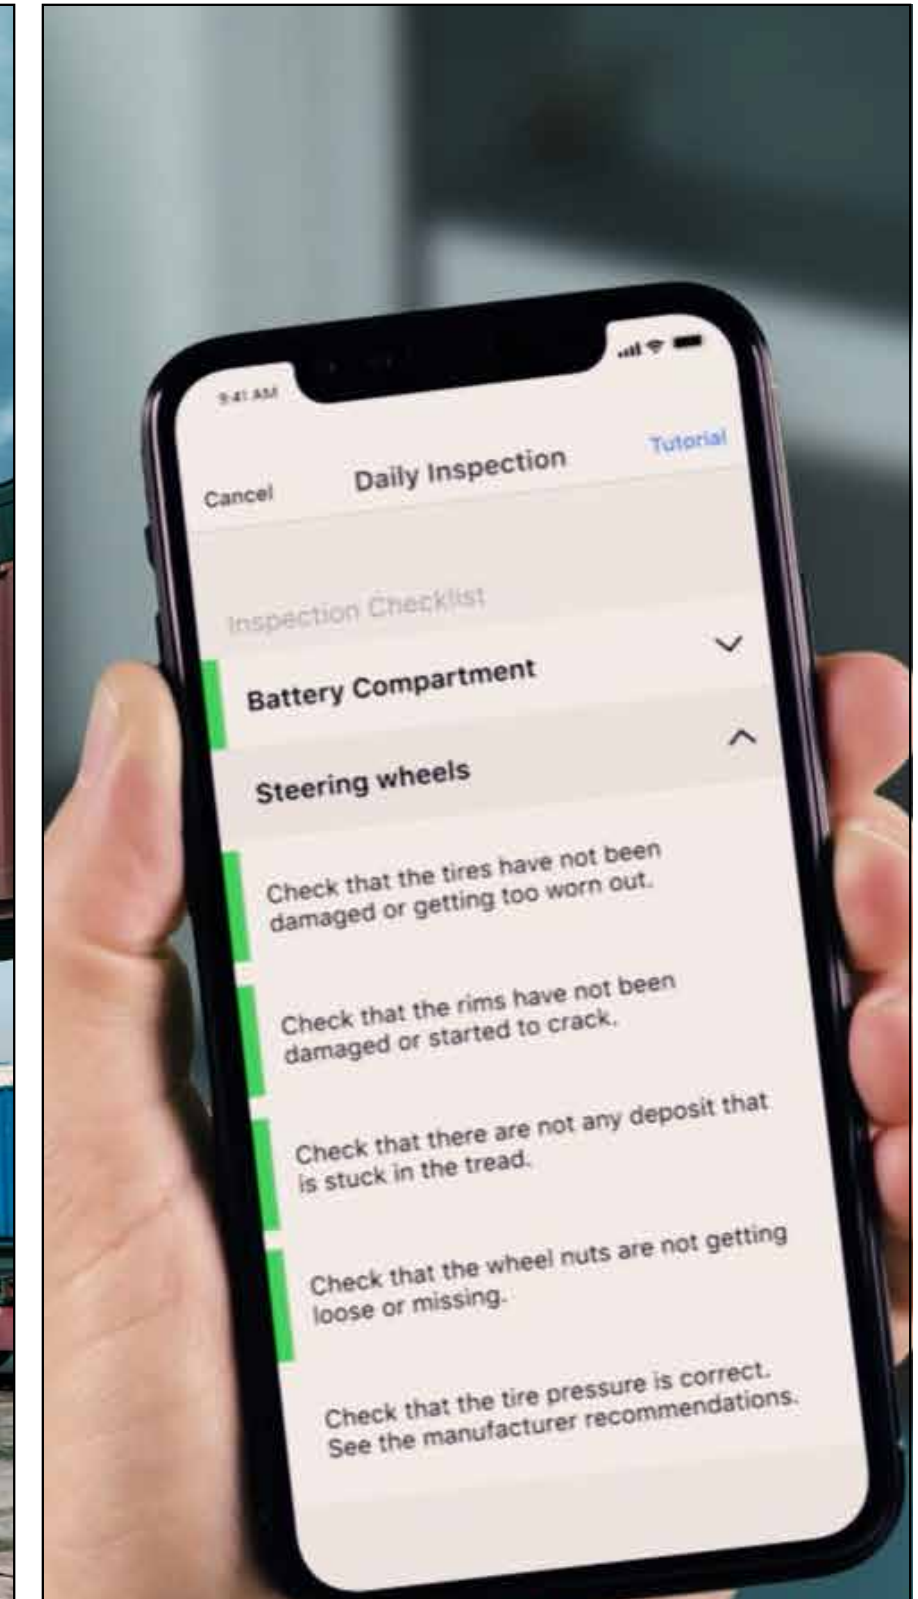 9:41 AM
Cancel
Daily Inspection
Tutorial
Inspection Checklist
Battery Compartment
Steering wheels
Check that the tires have not been
damaged or getting too worn out.
Check that the rims have not been
damaged or started to crack.
Check that there are not any deposit that
is stuck in the tread.
Check that the wheel nuts are not getting
loose or missing.
Check that the tire pressure is correct.
See the manufacturer recommendations.